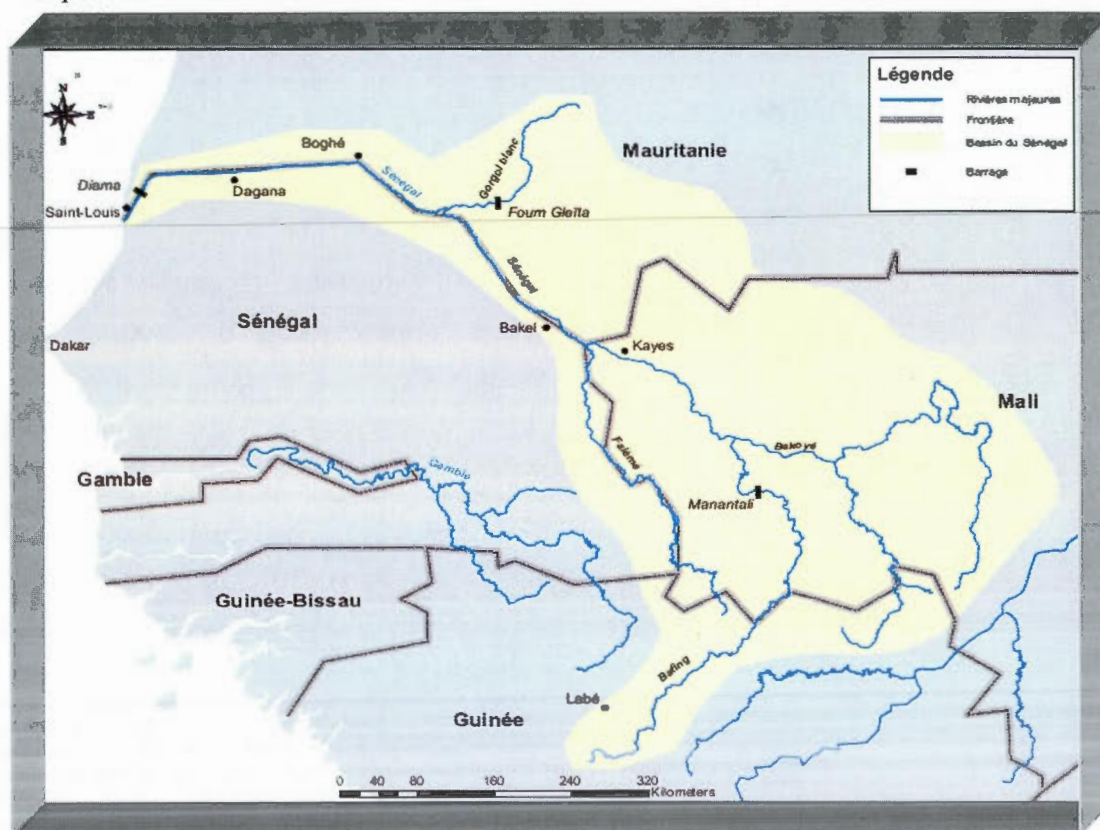 Légende
Rivières majeures
Frontière
Bassin du Sénégal
Barrage
N
S
Boghé
Mauritanie
Sénégal
Gorgol blanc
Diama
Dagana
Saint-Louis
Foum Gleïta
Sénégal
Sénégal
Bakel
Kayes
Dakar
Mali
Bakoye
Falémé
Gambie
Gambie
Manantali
Guinée-Bissau
Bafing
Labé
Guinée
0 40 80 160 240 320
Kilometers